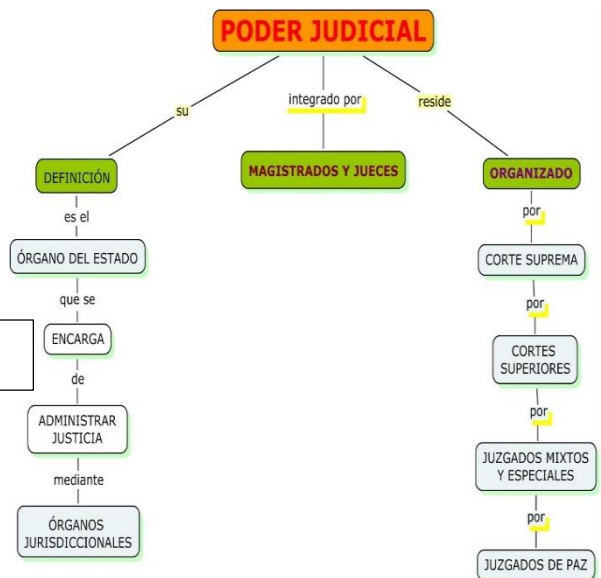 PODER JUDICIAL
su
integrado por
reside
DEFINICIÓN
MAGISTRADOS Y JUECES
ORGANIZADO
es el
por
ÓRGANO DEL ESTADO
CORTE SUPREMA
que se
por
ENCARGA
CORTES
SUPERIORES
de
por
ADMINISTRAR
JUSTICIA
JUZGADOS MIXTOS
Y ESPECIALES
mediante
por
ÓRGANOS
JURISDICCIONALES
JUZGADOS DE PAZ